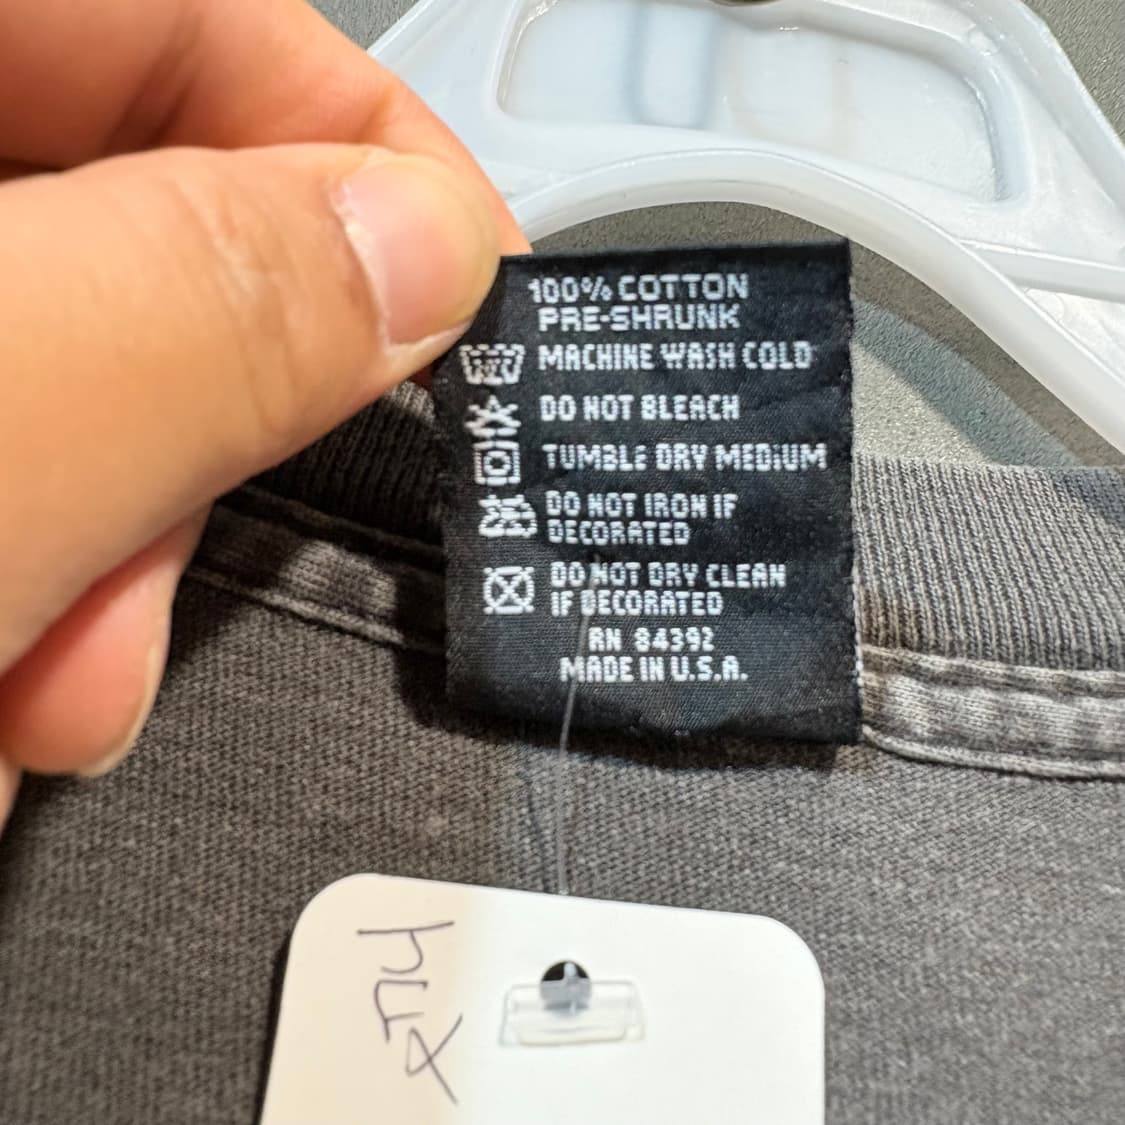 100% COTTON
PRE-SHRUNK
MACHINE WASH COLD
DO NOT BLEACH
TUMBLE DRY MEDIUM
DO NOT IRON IF
DECORATED
DO NOT DRY CLEAN
IF DECORATED
RN 84392
MADE IN U.S.A.